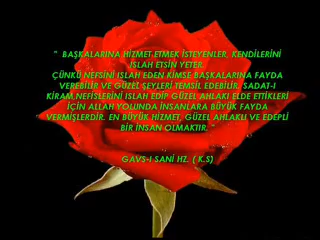 " BAŞKALARINA HİZMET ETMEK İSTEYENLER, KENDİLERİNİ
ISLAH ETSİN YETER.
ÇÜNKÜ NEFSİNİ ISLAH EDEN KİMSE BAŞKALARINA FAYDA
VEREBİLİR VE GÜZEL ŞEYLERİ TEMSİL EDEBİLİR. SADAT-I
KİRAM NEFİSLERİNİ ISLAH EDİP GÜZEL AHLAKI ELDE ETTİKLERİ
İÇİN ALLAH YOLUNDA İNSANLARA BÜYÜK FAYDA
VERMİŞLERDİR. EN BÜYÜK HİZMET, GÜZEL AHLAKLI VE EDEPLİ
BİR İNSAN OLMAKTIR.
GAVS-I SANİ HZ. ( K.S)